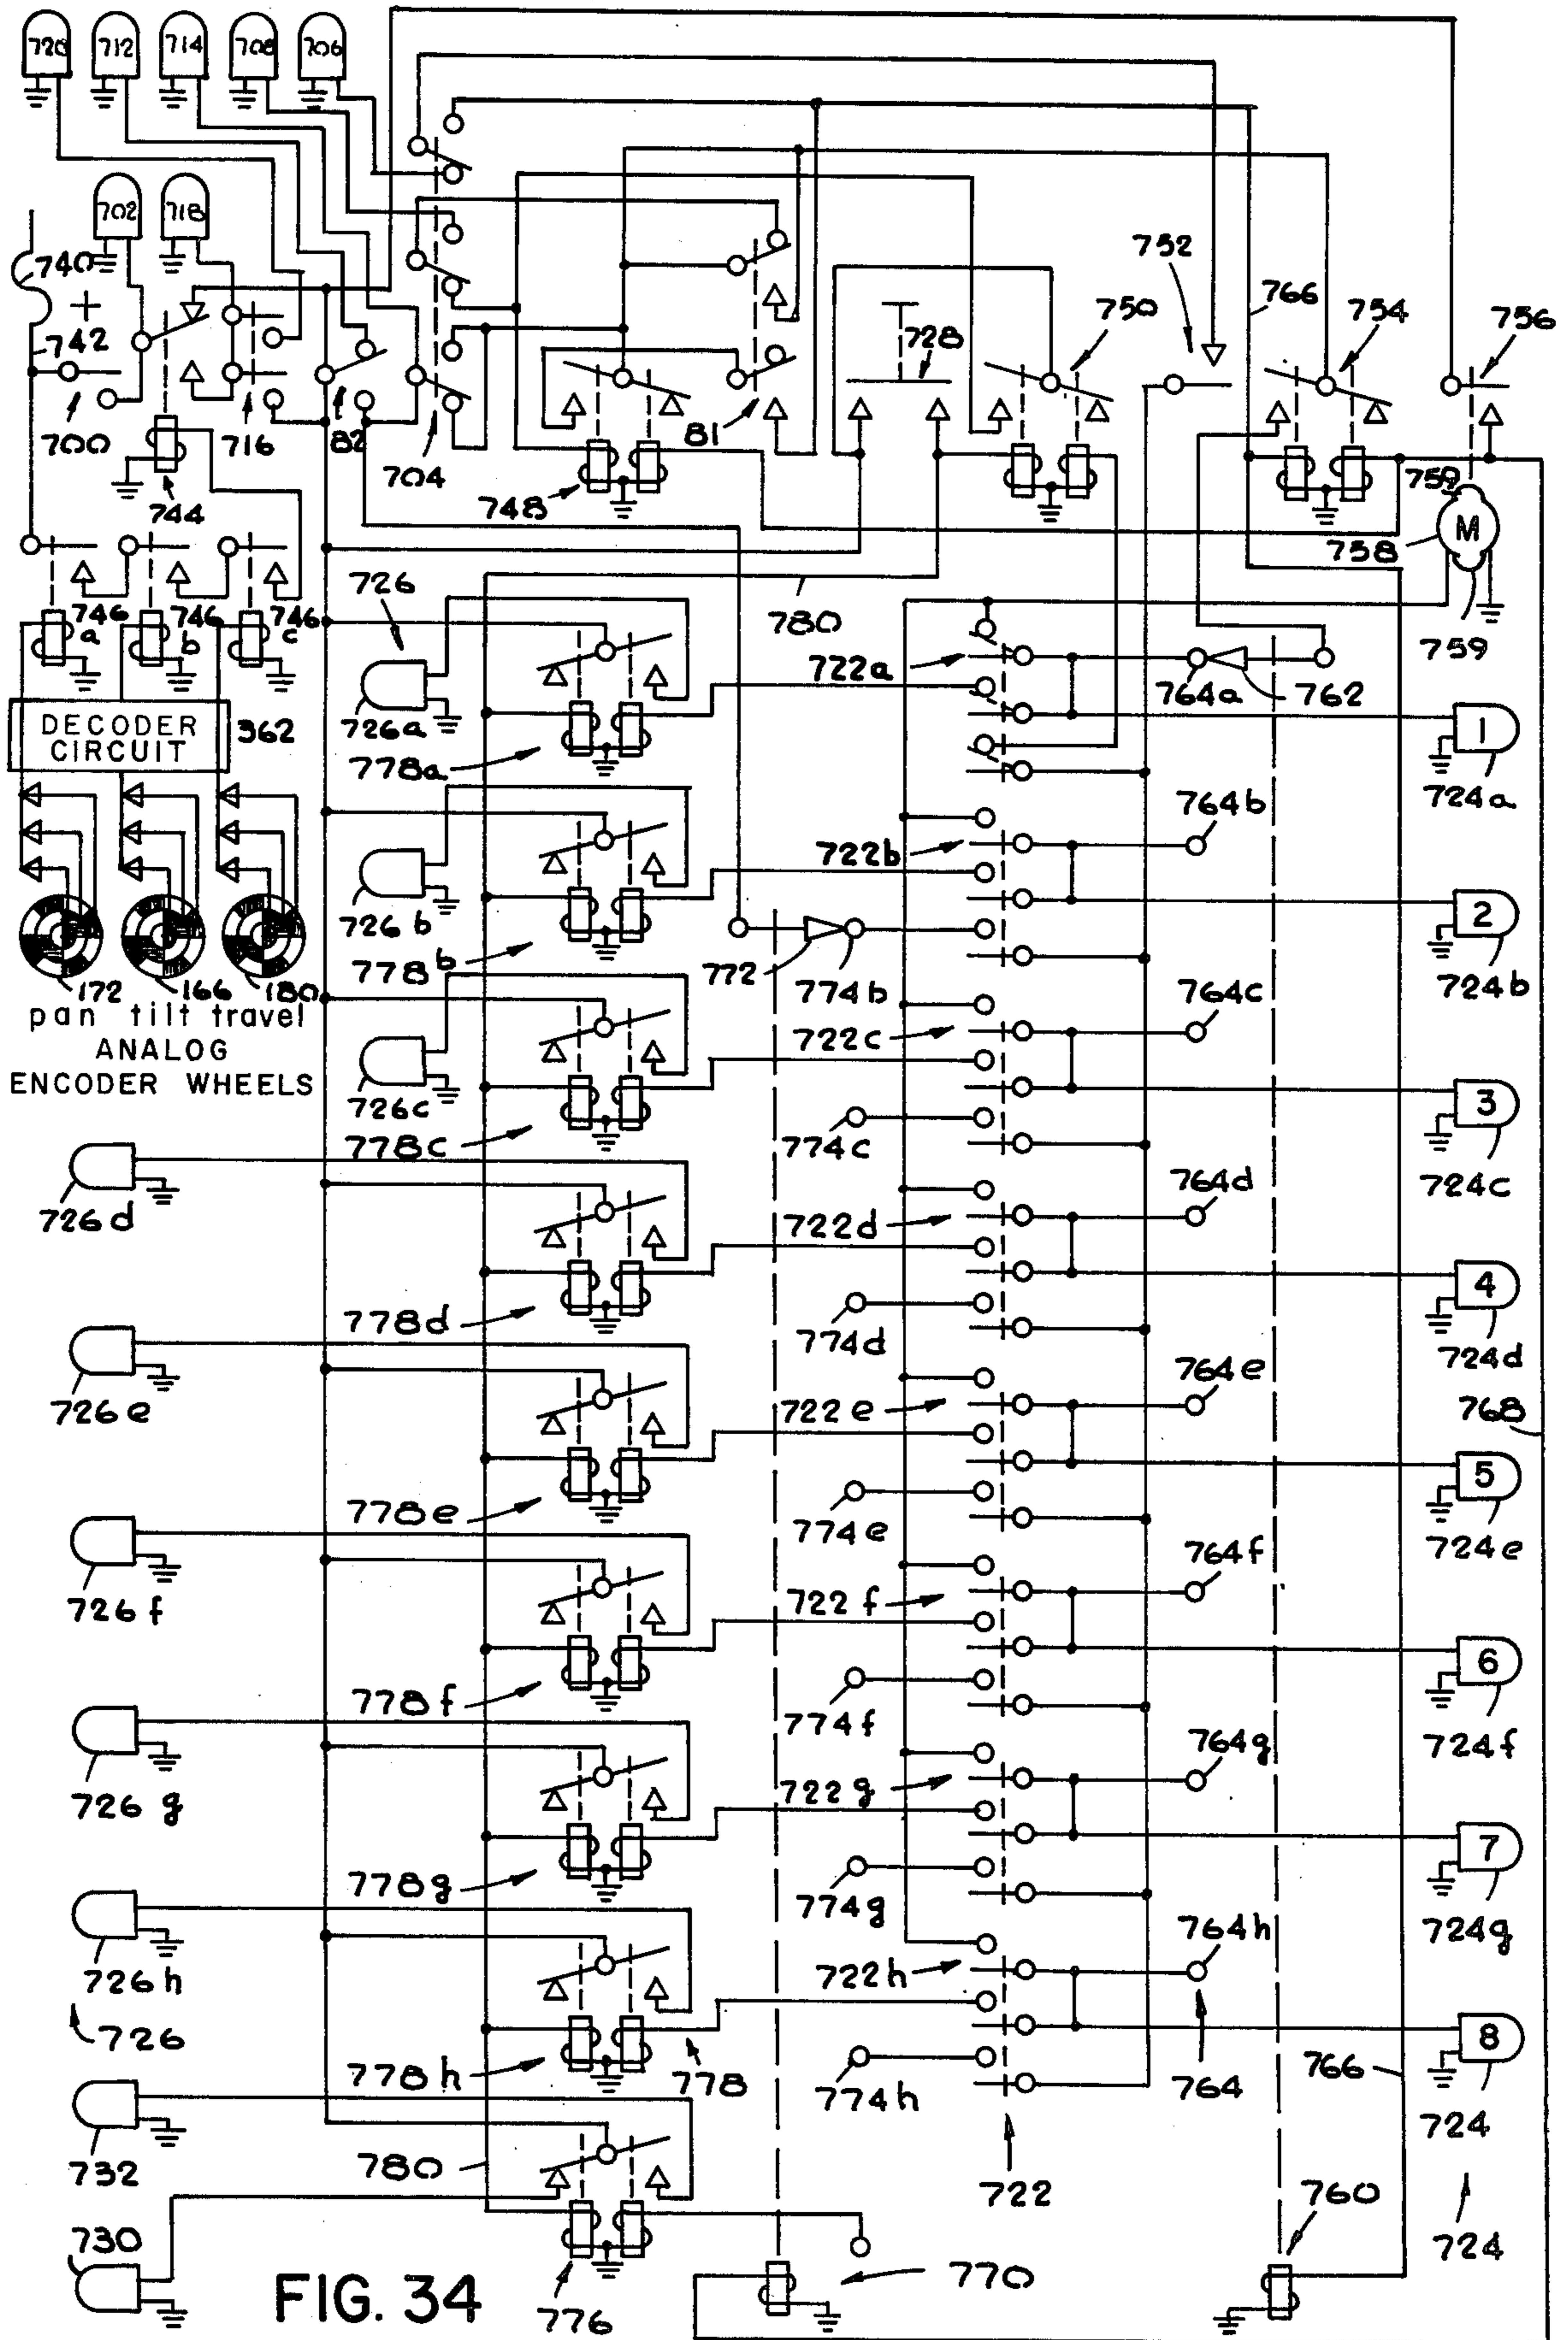 720 712 714 708 706
702 718
740
+
742
752
766
750
754
756
728
700
716
82
704
81
744
748
759
M
758
759
746 a
746 b
746 c
726
780
722a
764a
762
DECODER CIRCUIT
362
726a
778a
1
724a
764b
722b
726b
778b
2
724b
172 166 180
pan tilt travel
ANALOG
ENCODER WHEELS
772
774b
764c
722c
726c
778c
774c
3
724c
726d
722d
764d
778d
774d
4
724d
726e
722e
764e
768
778e
774e
5
724e
726f
722f
764f
778f
774f
6
724f
726g
722g
764g
778g
774g
7
724g
726h
726
722h
764h
778h
778
774h
764
766
8
724
732
780
722
760
724
730
FIG. 34
776
770